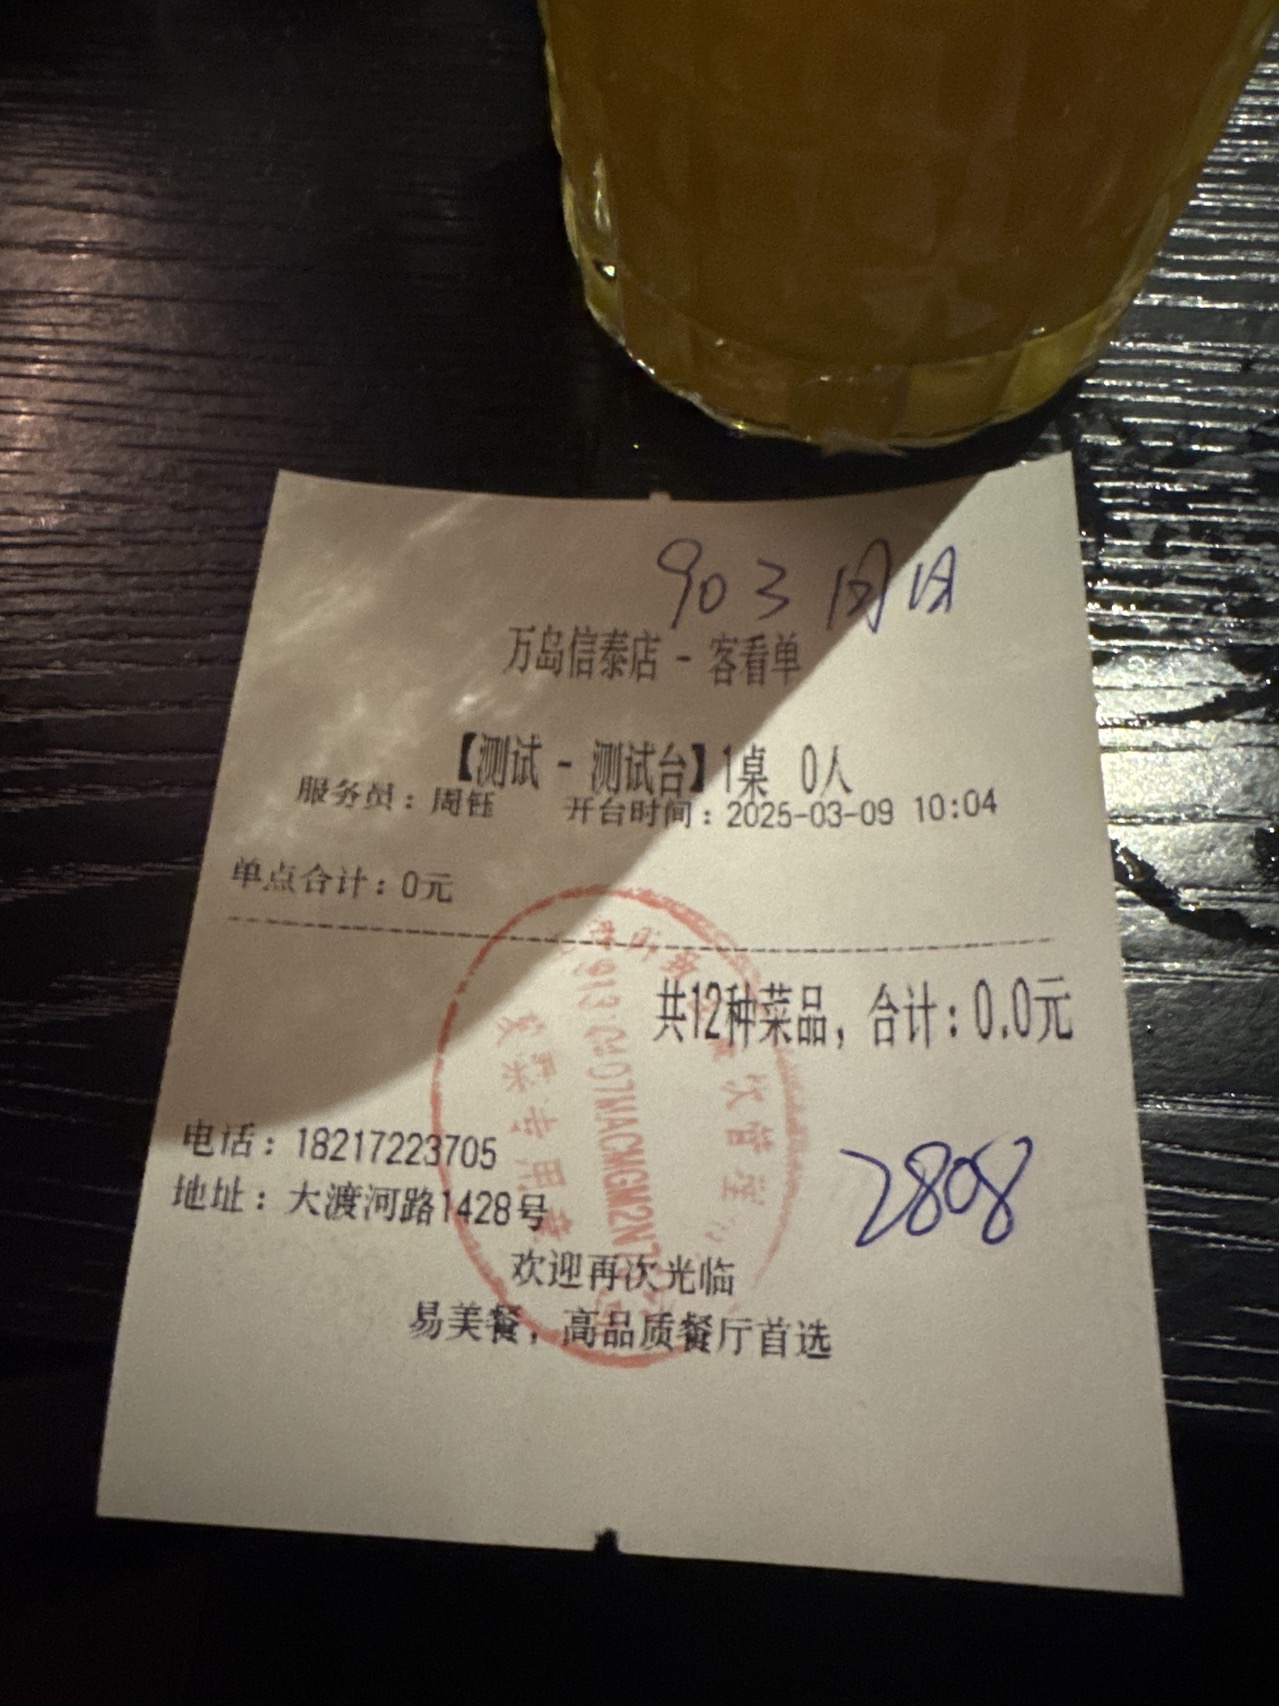 903
万岛信泰店 - 客看单
【测试 - 测试台】1桌 0人
服务员：周钰 开台时间：2025-03-09 10:04
单点合计：0元
共12种菜品，合计：0.0元
电话：18217223705
地址：大渡河路1428号
2808
欢迎再次光临
易美餐，高品质餐厅首选